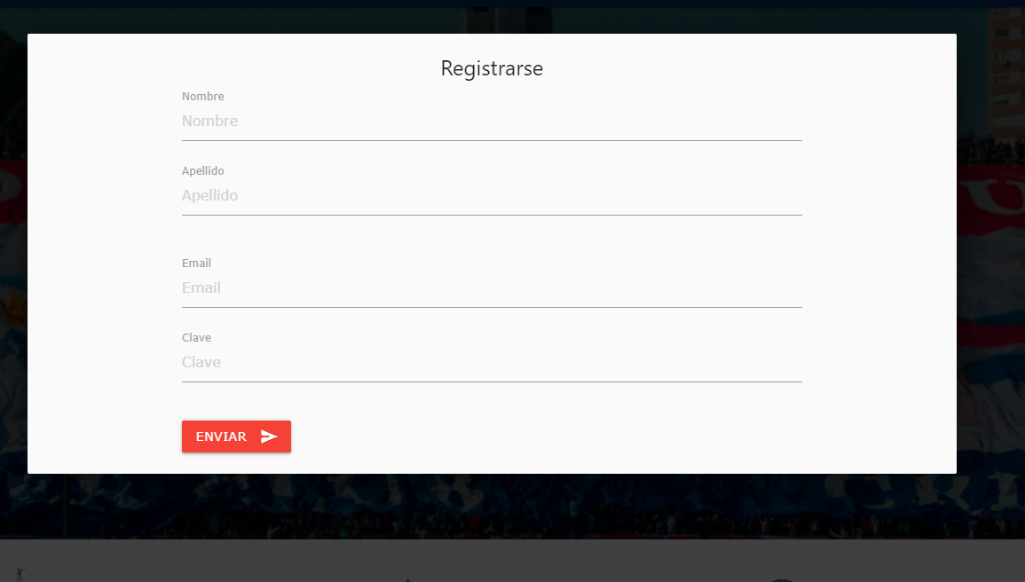 Registrarse
Nombre
Nombre
Apellido
Apellido
Email
Email
Clave
Clave
ENVIAR